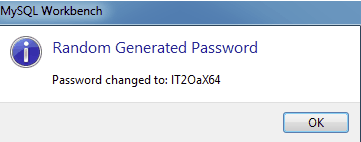 MySQL Workbench
Random Generated Password
Password changed to: IT2OaX64
OK